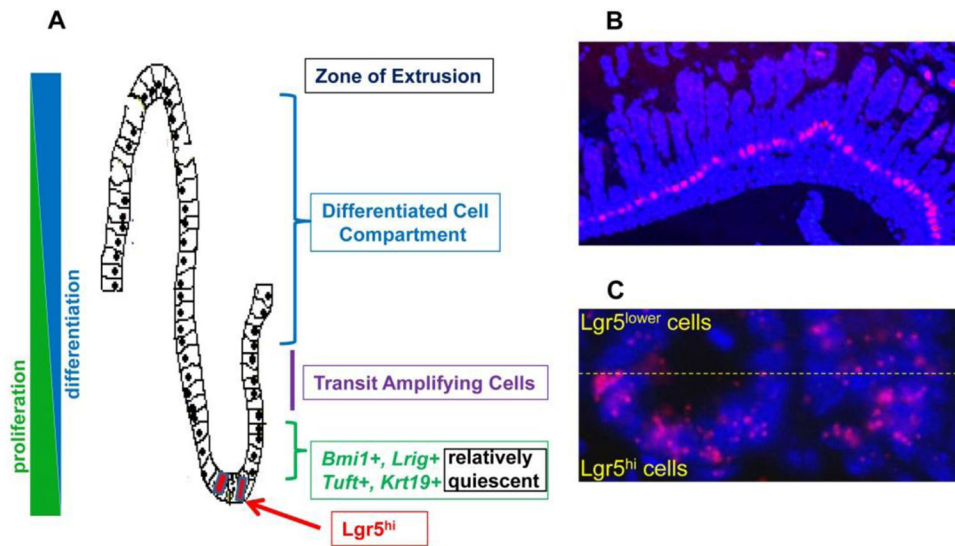 A
Zone of Extrusion
Differentiated Cell
Compartment
Transit Amplifying Cells
Bmi1+, Lrig+ relatively
Tuft+, Krt19+ quiescent
Lgr5hi
proliferation
differentiation
B
C
Lgr5lower cells
Lgr5hi cells